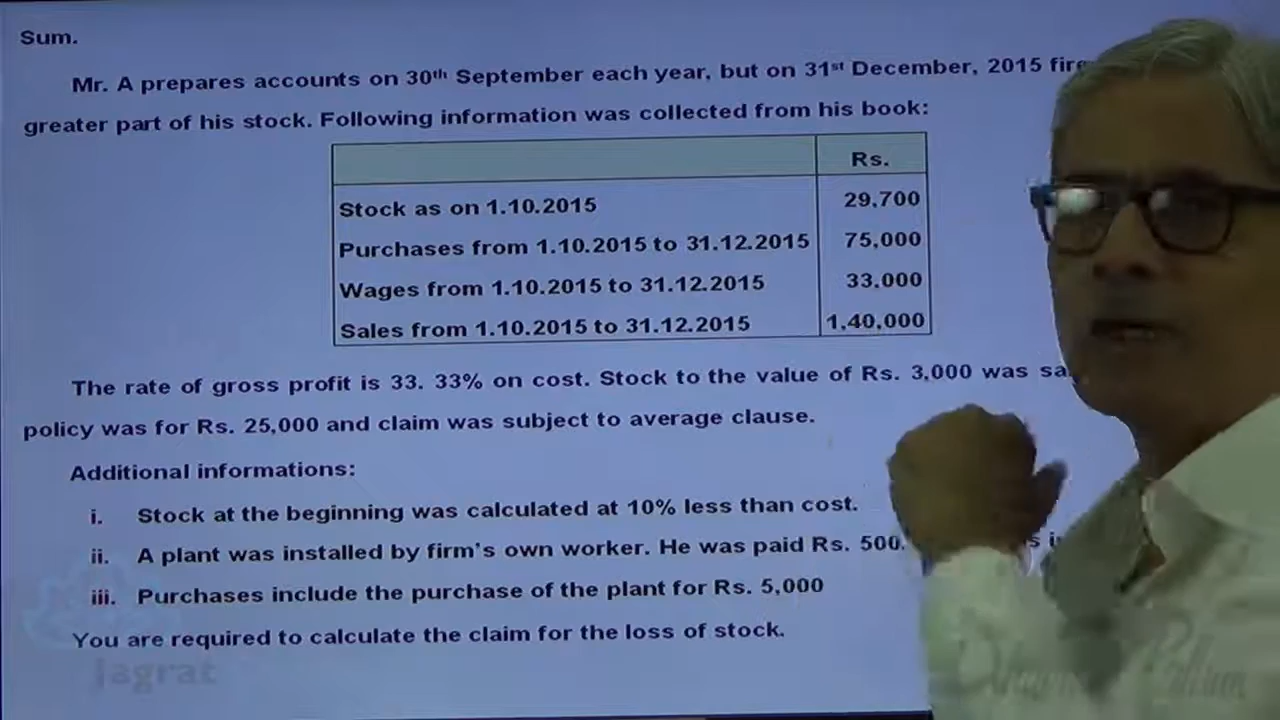 Sum.
Mr. A prepares accounts on 30th September each year, but on 31st December, 2015 fire
greater part of his stock. Following information was collected from his book:
Rs.
Stock as on 1.10.2015 29,700
Purchases from 1.10.2015 to 31.12.2015 75,000
Wages from 1.10.2015 to 31.12.2015 33,000
Sales from 1.10.2015 to 31.12.2015 1,40,000
The rate of gross profit is 33. 33% on cost. Stock to the value of Rs. 3,000 was
policy was for Rs. 25,000 and claim was subject to average clause.
Additional informations:
i. Stock at the beginning was calculated at 10% less than cost.
ii. A plant was installed by firm's own worker. He was paid Rs. 500.
iii. Purchases include the purchase of the plant for Rs. 5,000
You are required to calculate the claim for the loss of stock.
Jagrat